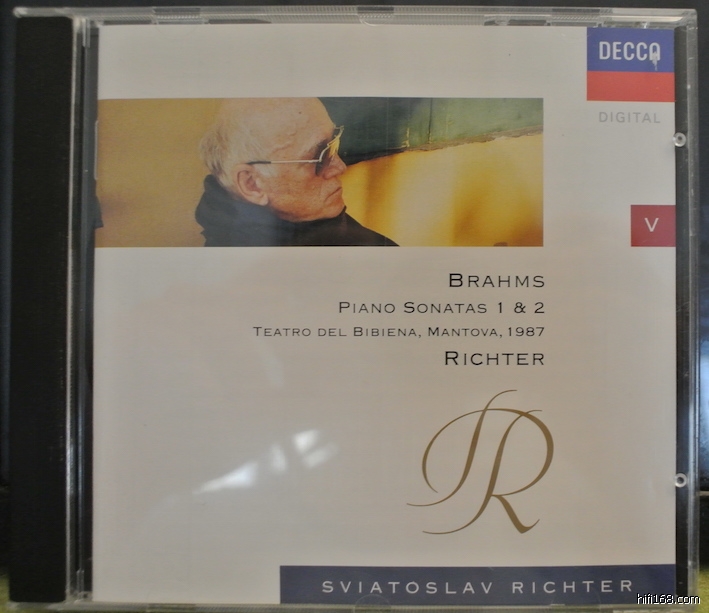 DECCA
DIGITAL
V
BRAHMS
PIANO SONATAS 1 & 2
TEATRO DEL BIBIENA, MANTOVA, 1987
RICHTER
SR
SVIATOSLAV RICHTER
hifi168.com